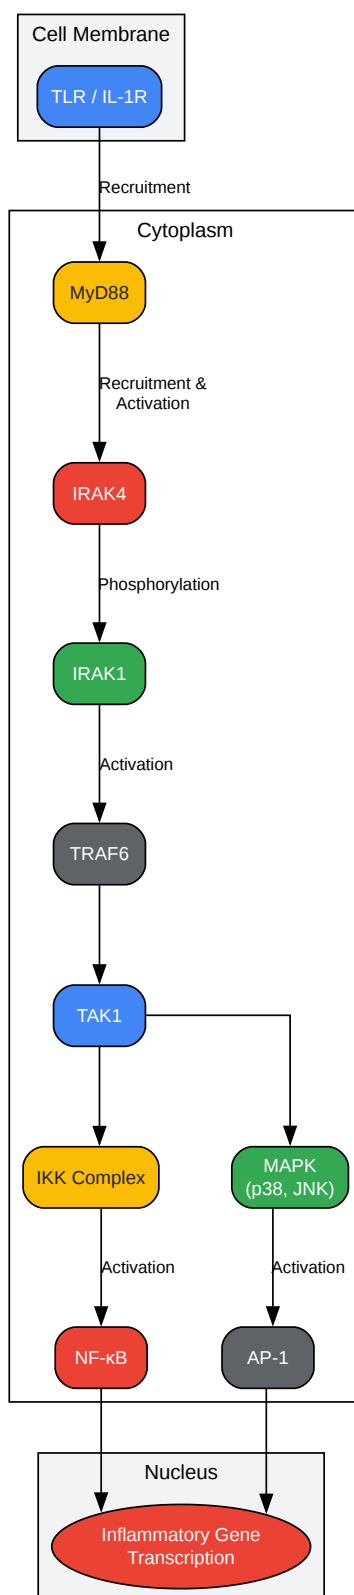 Cell Membrane
TLR / IL-1R
Recruitment
Cytoplasm
MyD88
Recruitment &
Activation
IRAK4
Phosphorylation
IRAK1
Activation
TRAF6
TAK1
IKK Complex
MAPK
(p38, JNK)
Activation
Activation
NF-κB
AP-1
Nucleus
Inflammatory Gene
Transcription